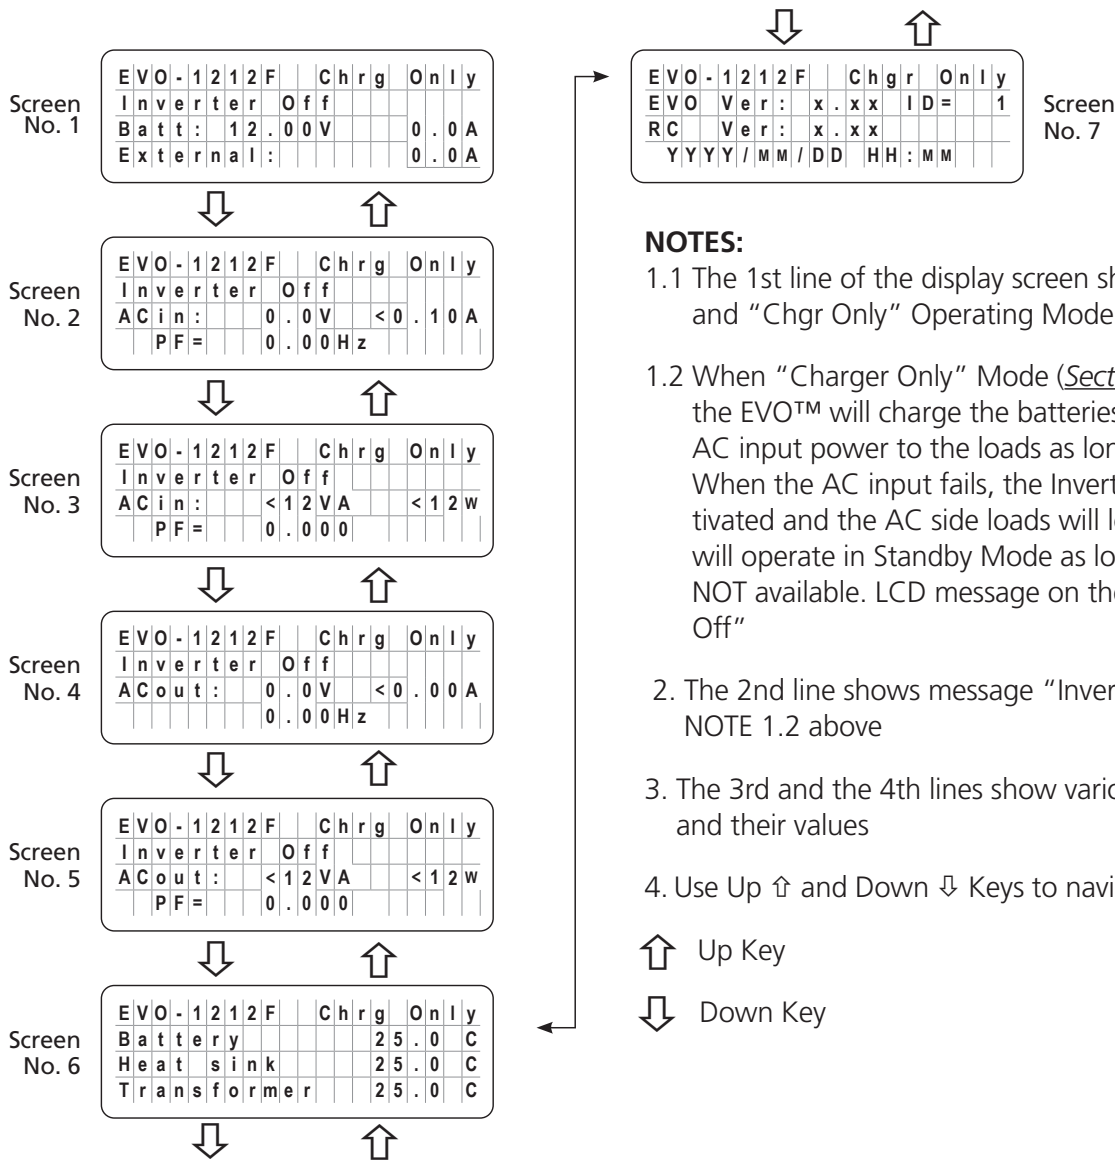 Screen No. 1
EVO-1212F Chrg Only
Inverter Off
Batt: 12.00V 0.0A
External: 0.0A
Screen No. 2
EVO-1212F Chrg Only
Inverter Off
ACin: 0.0V <0.10A
PF= 0.00Hz
Screen No. 3
EVO-1212F Chrg Only
Inverter Off
ACin: <12VA <12W
PF= 0.000
Screen No. 4
EVO-1212F Chrg Only
Inverter Off
ACout: 0.0V <0.00A
0.00Hz
Screen No. 5
EVO-1212F Chrg Only
Inverter Off
ACout: <12VA <12W
PF= 0.000
Screen No. 6
EVO-1212F Chrg Only
Battery 25.0 C
Heat sink 25.0 C
Transformer 25.0 C
EVO-1212F Chgr Only
EVO Ver: x.xx ID= 1
RC Ver: x.xx
YYYY/MM/DD HH:MM
Screen No. 7
NOTES:
1.1 The 1st line of the display screen
and “Chgr Only” Operating Mode
1.2 When “Charger Only” Mode (
the EVO™ will charge the batteries
AC input power to the loads as
When the AC input fails, the
tivated and the AC side loads will
will operate in Standby Mode as
NOT available. LCD message on
Off”
2. The 2nd line shows message
NOTE 1.2 above
3. The 3rd and the 4th lines show
and their values
4. Use Up ⇧ and Down ⇩ Keys to
⇧ Up Key
⇩ Down Key